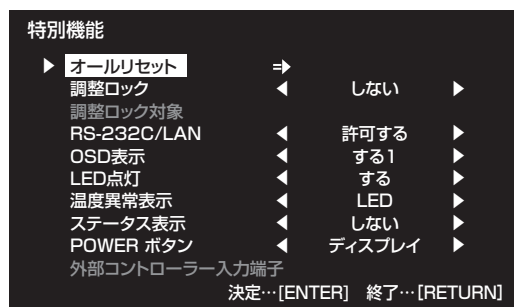 特別機能
オールリセット
調整ロック しない
調整ロック対象
RS-232C/LAN 許可する
OSD表示 する1
LED点灯 する
温度異常表示 LED
ステータス表示 しない
POWER ボタン ディスプレイ
外部コントローラー入力端子
決定…[ENTER] 終了…[RETURN]